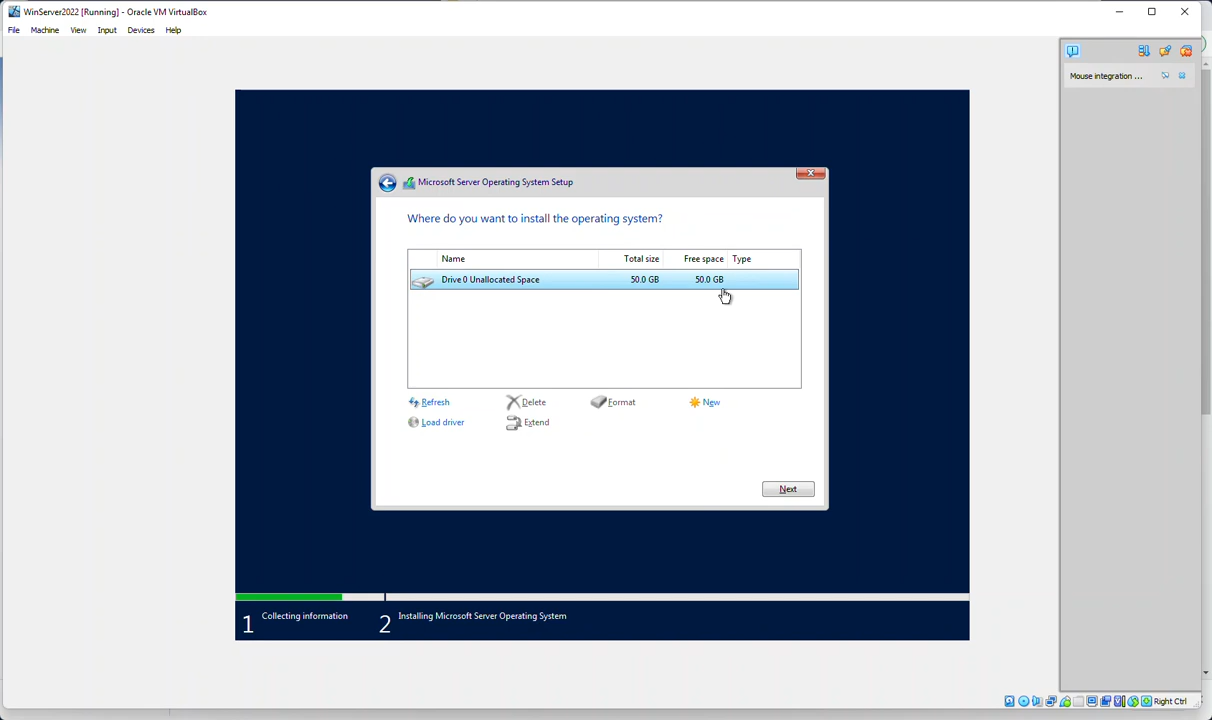 WinServer2022 [Running] - Oracle VM VirtualBox
File Machine View Input Devices Help
Mouse integration ...
Microsoft Server Operating System Setup
Where do you want to install the operating system?
Name Total size Free space Type
Drive 0 Unallocated Space 50.0 GB 50.0 GB
Refresh Delete Format New
Load driver Extend
Next
1 Collecting information 2 Installing Microsoft Server Operating System
Right Ctrl